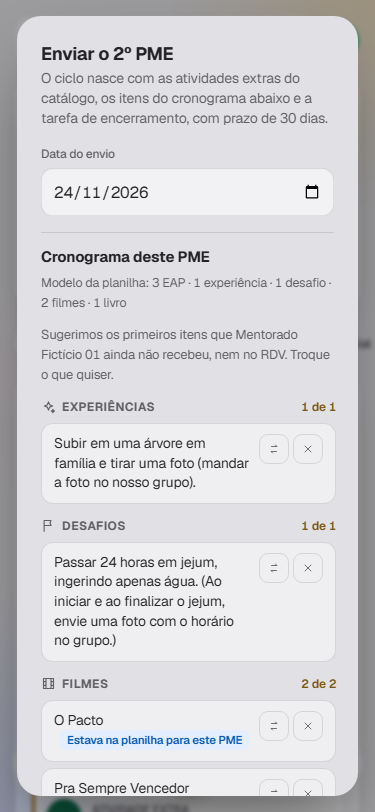 Enviar o 2º PME
O ciclo nasce com as atividades extras do
catálogo, os itens do cronograma abaixo e a
tarefa de encerramento, com prazo de 30 dias.
Data do envio
24/11/2026
Cronograma deste PME
Modelo da planilha: 3 EAP · 1 experiência · 1 desafio ·
2 filmes · 1 livro
Sugerimos os primeiros itens que Mentorado
Fictício 01 ainda não recebeu, nem no RDV. Troque
o que quiser.
EXPERIÊNCIAS 1 de 1
Subir em uma árvore em
família e tirar uma foto (mandar
a foto no nosso grupo).
DESAFIOS 1 de 1
Passar 24 horas em jejum,
ingerindo apenas água. (Ao
iniciar e ao finalizar o jejum,
envie uma foto com o horário
no grupo.)
FILMES 2 de 2
O Pacto
Estava na planilha para este PME
Pra Sempre Vencedor
ATIVIDADE EXTRA